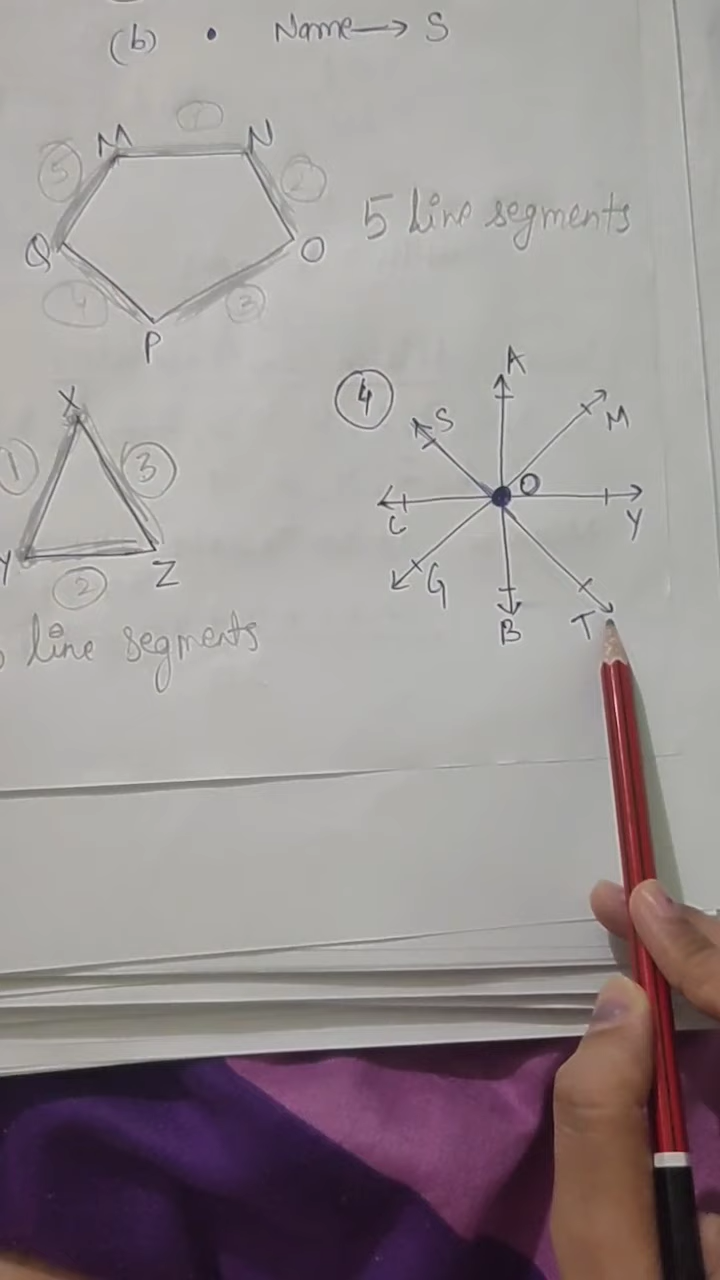 (b) • Name → S
①
M N
⑤ ②
Q O
5 line segments
④ ③
P
④
A
X
S M
① ③
O
C Y
Y Z
②
G
B T
line segments